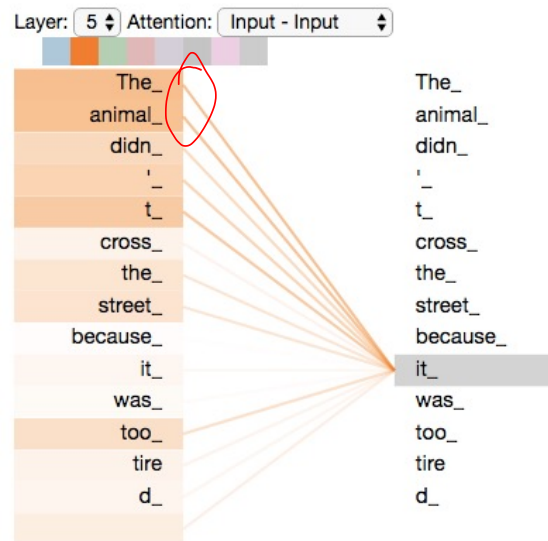 Layer: 5 Attention: Input - Input
The_ The_
animal_ animal_
didn_ didn_
'_ '_
t_ t_
cross_ cross_
the_ the_
street_ street_
because_ because_
it_ it_
was_ was_
too_ too_
tire tire
d_ d_